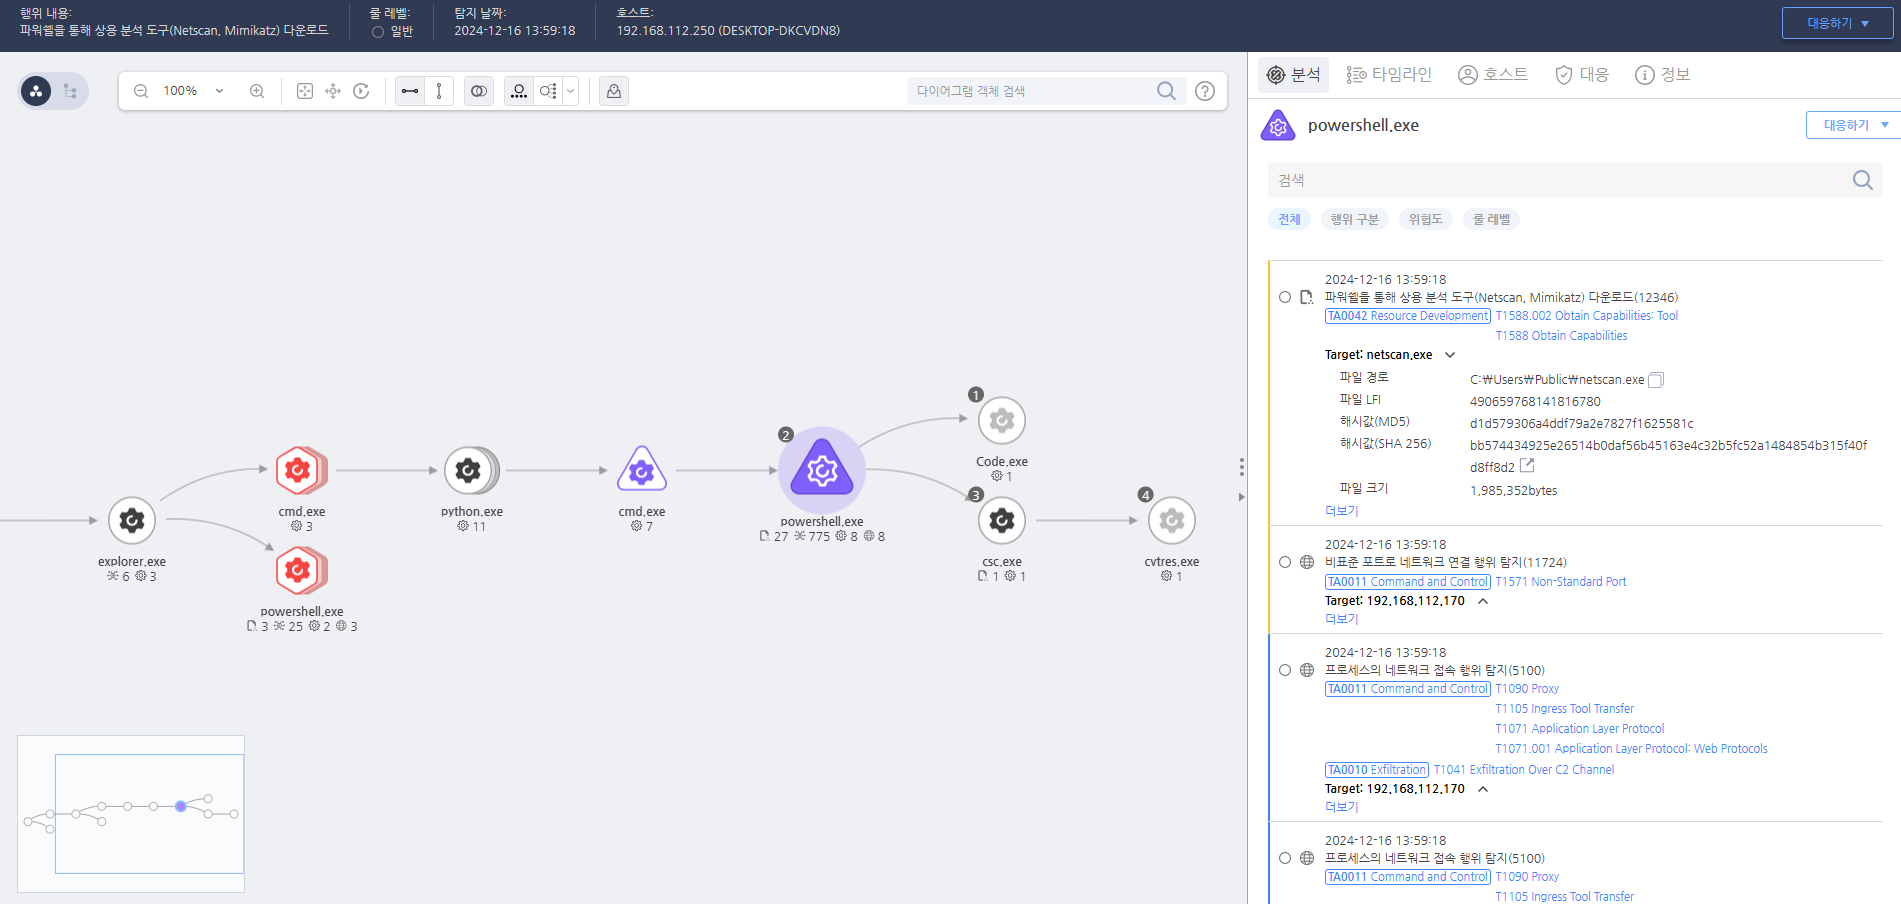 행위 내용:
파워쉘을 통해 상용 분석 도구(Netscan, Mimikatz) 다운로드
룰 레벨:
일반
탐지 날짜:
2024-12-16 13:59:18
호스트:
192.168.112.250 (DESKTOP-DKCVDN8)
대응하기
100%
다이어그램 객체 검색
?
분석
타임라인
호스트
대응
정보
powershell.exe
대응하기
검색
전체
행위 구분
위험도
룰 레벨
2024-12-16 13:59:18
파워쉘을 통해 상용 분석 도구(Netscan, Mimikatz) 다운로드(12346)
TA0042 Resource Development T1588.002 Obtain Capabilities: Tool
T1588 Obtain Capabilities
Target: netscan.exe
파일 경로 C:₩Users₩Public₩netscan.exe
파일 LFI 490659768141816780
해시값(MD5) d1d579306a4ddf79a2e7827f1625581c
해시값(SHA 256) bb574434925e26514b0daf56b45163e4c32b5fc52a1484854b315f40f
d8ff8d2
파일 크기 1,985,352bytes
더보기
2024-12-16 13:59:18
비표준 포트로 네트워크 연결 행위 탐지(11724)
TA0011 Command and Control T1571 Non-Standard Port
Target: 192.168.112.170
더보기
2024-12-16 13:59:18
프로세스의 네트워크 접속 행위 탐지(5100)
TA0011 Command and Control T1090 Proxy
T1105 Ingress Tool Transfer
T1071 Application Layer Protocol
T1071.001 Application Layer Protocol: Web Protocols
TA0010 Exfiltration T1041 Exfiltration Over C2 Channel
Target: 192.168.112.170
더보기
2024-12-16 13:59:18
프로세스의 네트워크 접속 행위 탐지(5100)
TA0011 Command and Control T1090 Proxy
T1105 Ingress Tool Transfer
explorer.exe
6 3
cmd.exe
3
powershell.exe
3 25 2 3
python.exe
11
cmd.exe
7
2
powershell.exe
27 775 8 8
1
Code.exe
1
3
csc.exe
1 1
4
cvtres.exe
1